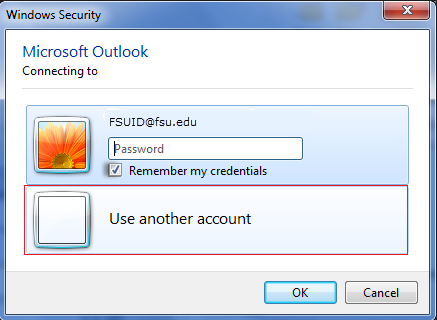 Windows Security
Microsoft Outlook
Connecting to
FSUID@fsu.edu
Password
Remember my credentials
Use another account
OK
Cancel